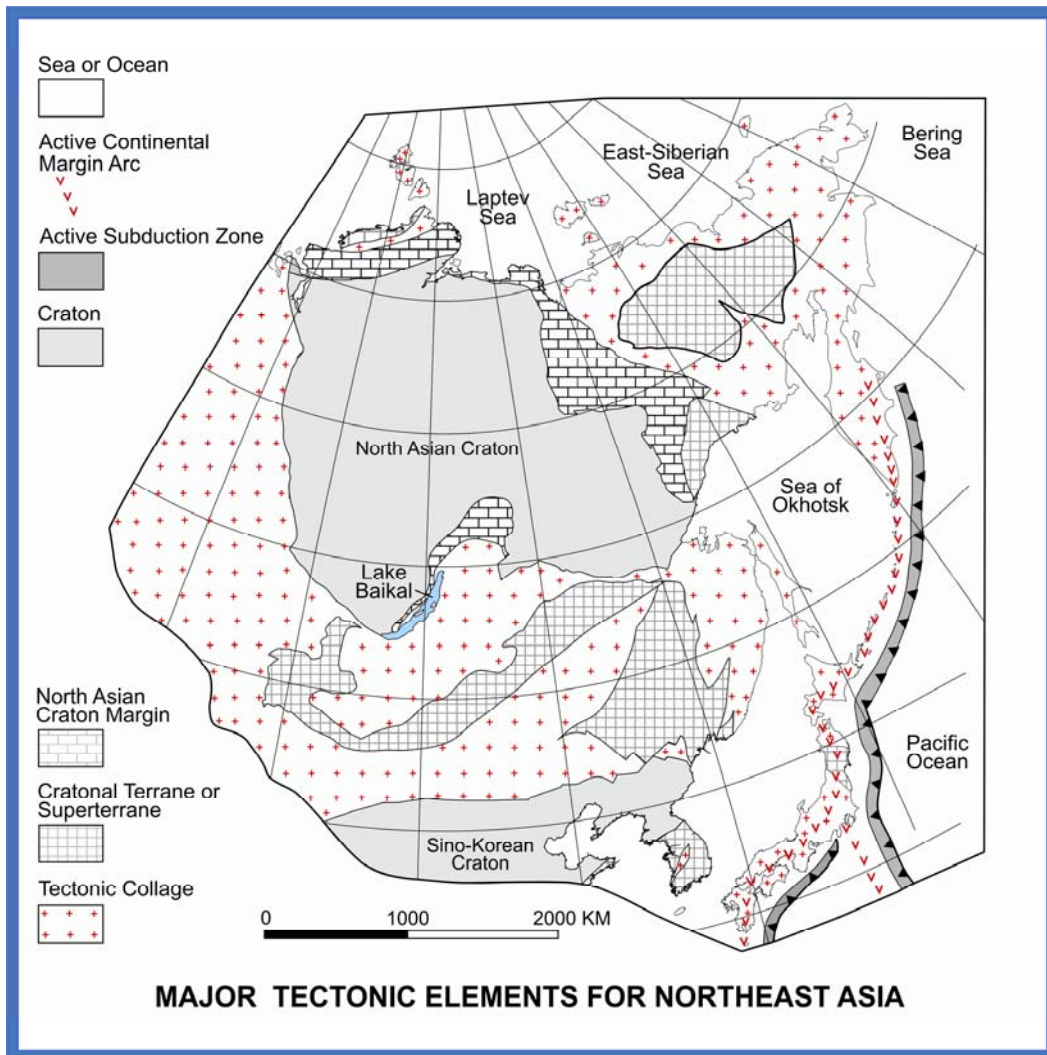 Sea or Ocean
Active Continental
Margin Arc
Active Subduction Zone
Craton
North Asian
Craton Margin
Cratonal Terrane or
Superterrane
Tectonic Collage
Laptev
Sea
East-Siberian
Sea
Bering
Sea
North Asian Craton
Sea of
Okhotsk
Lake
Baikal
Pacific
Ocean
Sino-Korean
Craton
0 1000 2000 KM
MAJOR TECTONIC ELEMENTS FOR NORTHEAST ASIA